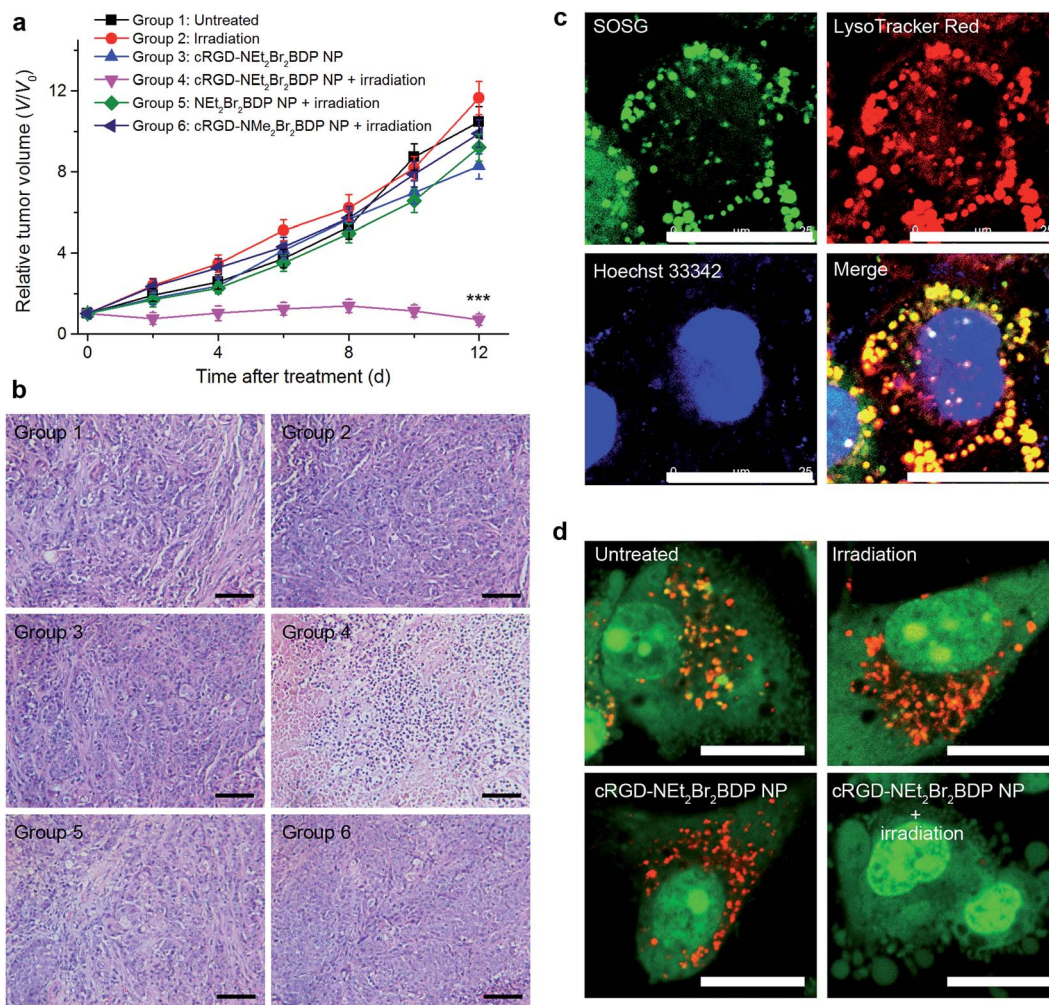 a
Group 1: Untreated
Group 2: Irradiation
Group 3: cRGD-NEt₂Br₂BDP NP
Group 4: cRGD-NEt₂Br₂BDP NP + irradiation
Group 5: NEt₂Br₂BDP NP + irradiation
Group 6: cRGD-NMe₂Br₂BDP NP + irradiation
Relative tumor volume (V/V₀)
12
8
4
0
***
0 4 8 12
Time after treatment (d)
b
Group 1
Group 2
Group 3
Group 4
Group 5
Group 6
c
SOSG
LysoTracker Red
0 µm 25
0 µm 25
Hoechst 33342
Merge
0 µm 25
0 µm 25
d
Untreated
Irradiation
cRGD-NEt₂Br₂BDP NP
cRGD-NEt₂Br₂BDP NP
+
irradiation